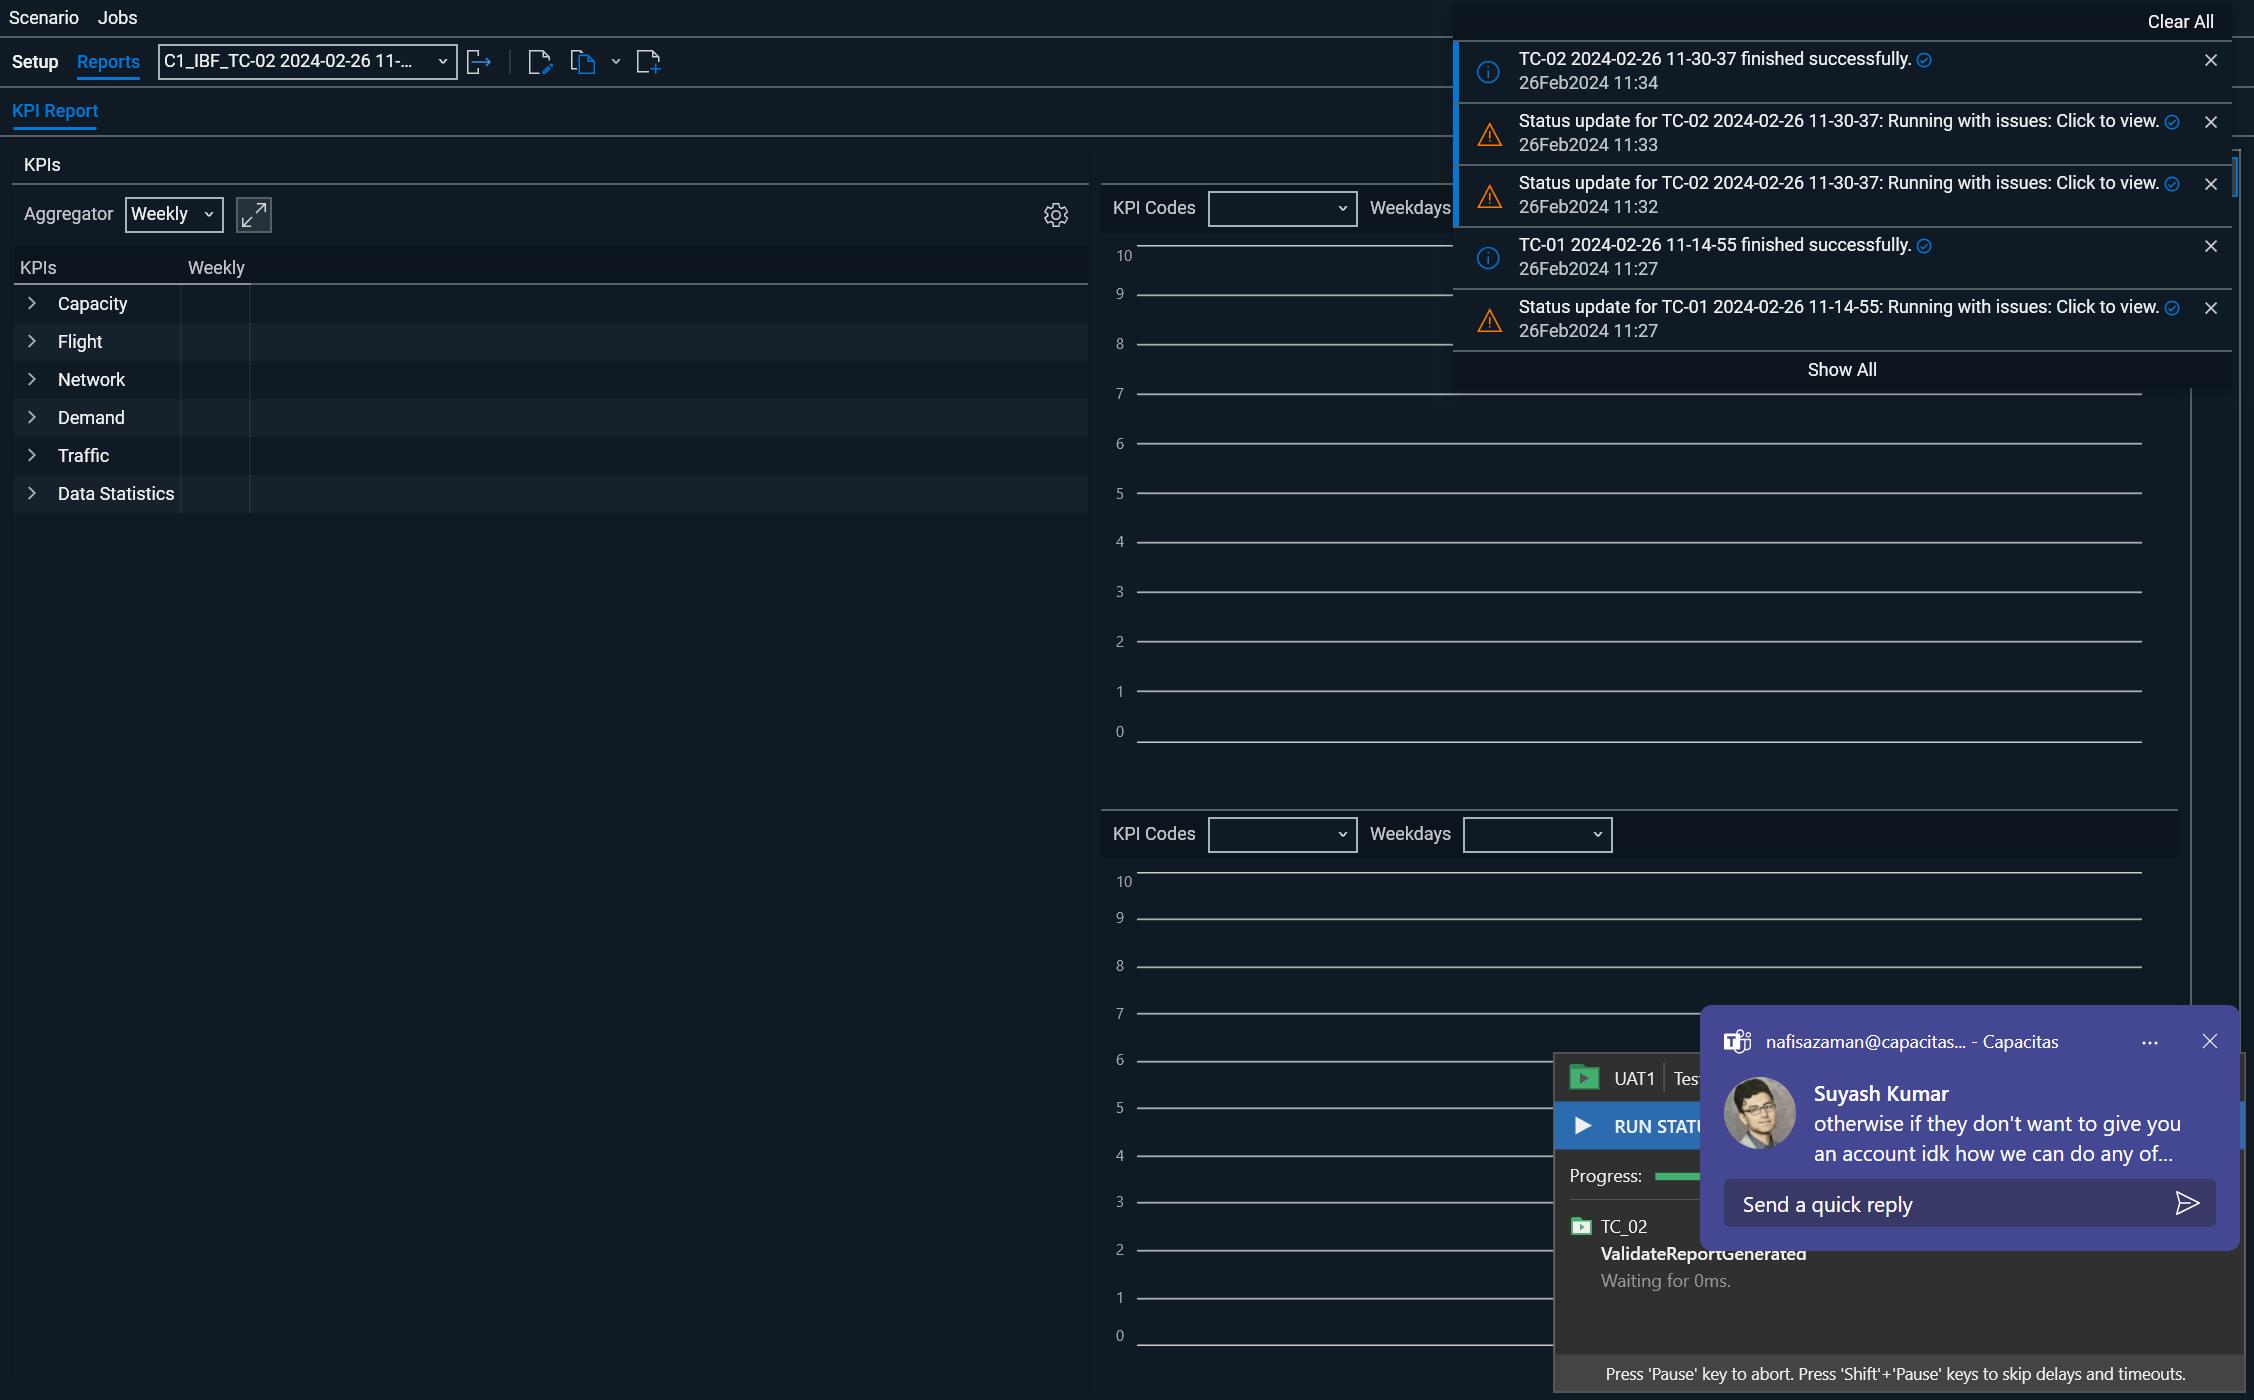 Scenario Jobs
Setup Reports C1_IBF_TC-02 2024-02-26 11-...
KPI Report
KPIs
Aggregator Weekly
KPIs Weekly
Capacity
Flight
Network
Demand
Traffic
Data Statistics
KPI Codes Weekdays
10
9
8
7
6
5
4
3
2
1
0
KPI Codes Weekdays
10
9
8
7
6
5
4
3
2
1
0
Clear All
TC-02 2024-02-26 11-30-37 finished successfully.
26Feb2024 11:34
Status update for TC-02 2024-02-26 11-30-37: Running with issues: Click to view.
26Feb2024 11:33
Status update for TC-02 2024-02-26 11-30-37: Running with issues: Click to view.
26Feb2024 11:32
TC-01 2024-02-26 11-14-55 finished successfully.
26Feb2024 11:27
Status update for TC-01 2024-02-26 11-14-55: Running with issues: Click to view.
26Feb2024 11:27
Show All
nafisazaman@capacitas... - Capacitas
Suyash Kumar
otherwise if they don't want to give you
an account idk how we can do any of...
Send a quick reply
UAT1
RUN
Progress:
TC_02
ValidateReportGenerated
Waiting for 0ms.
Press 'Pause' key to abort. Press 'Shift'+'Pause' keys to skip delays and timeouts.